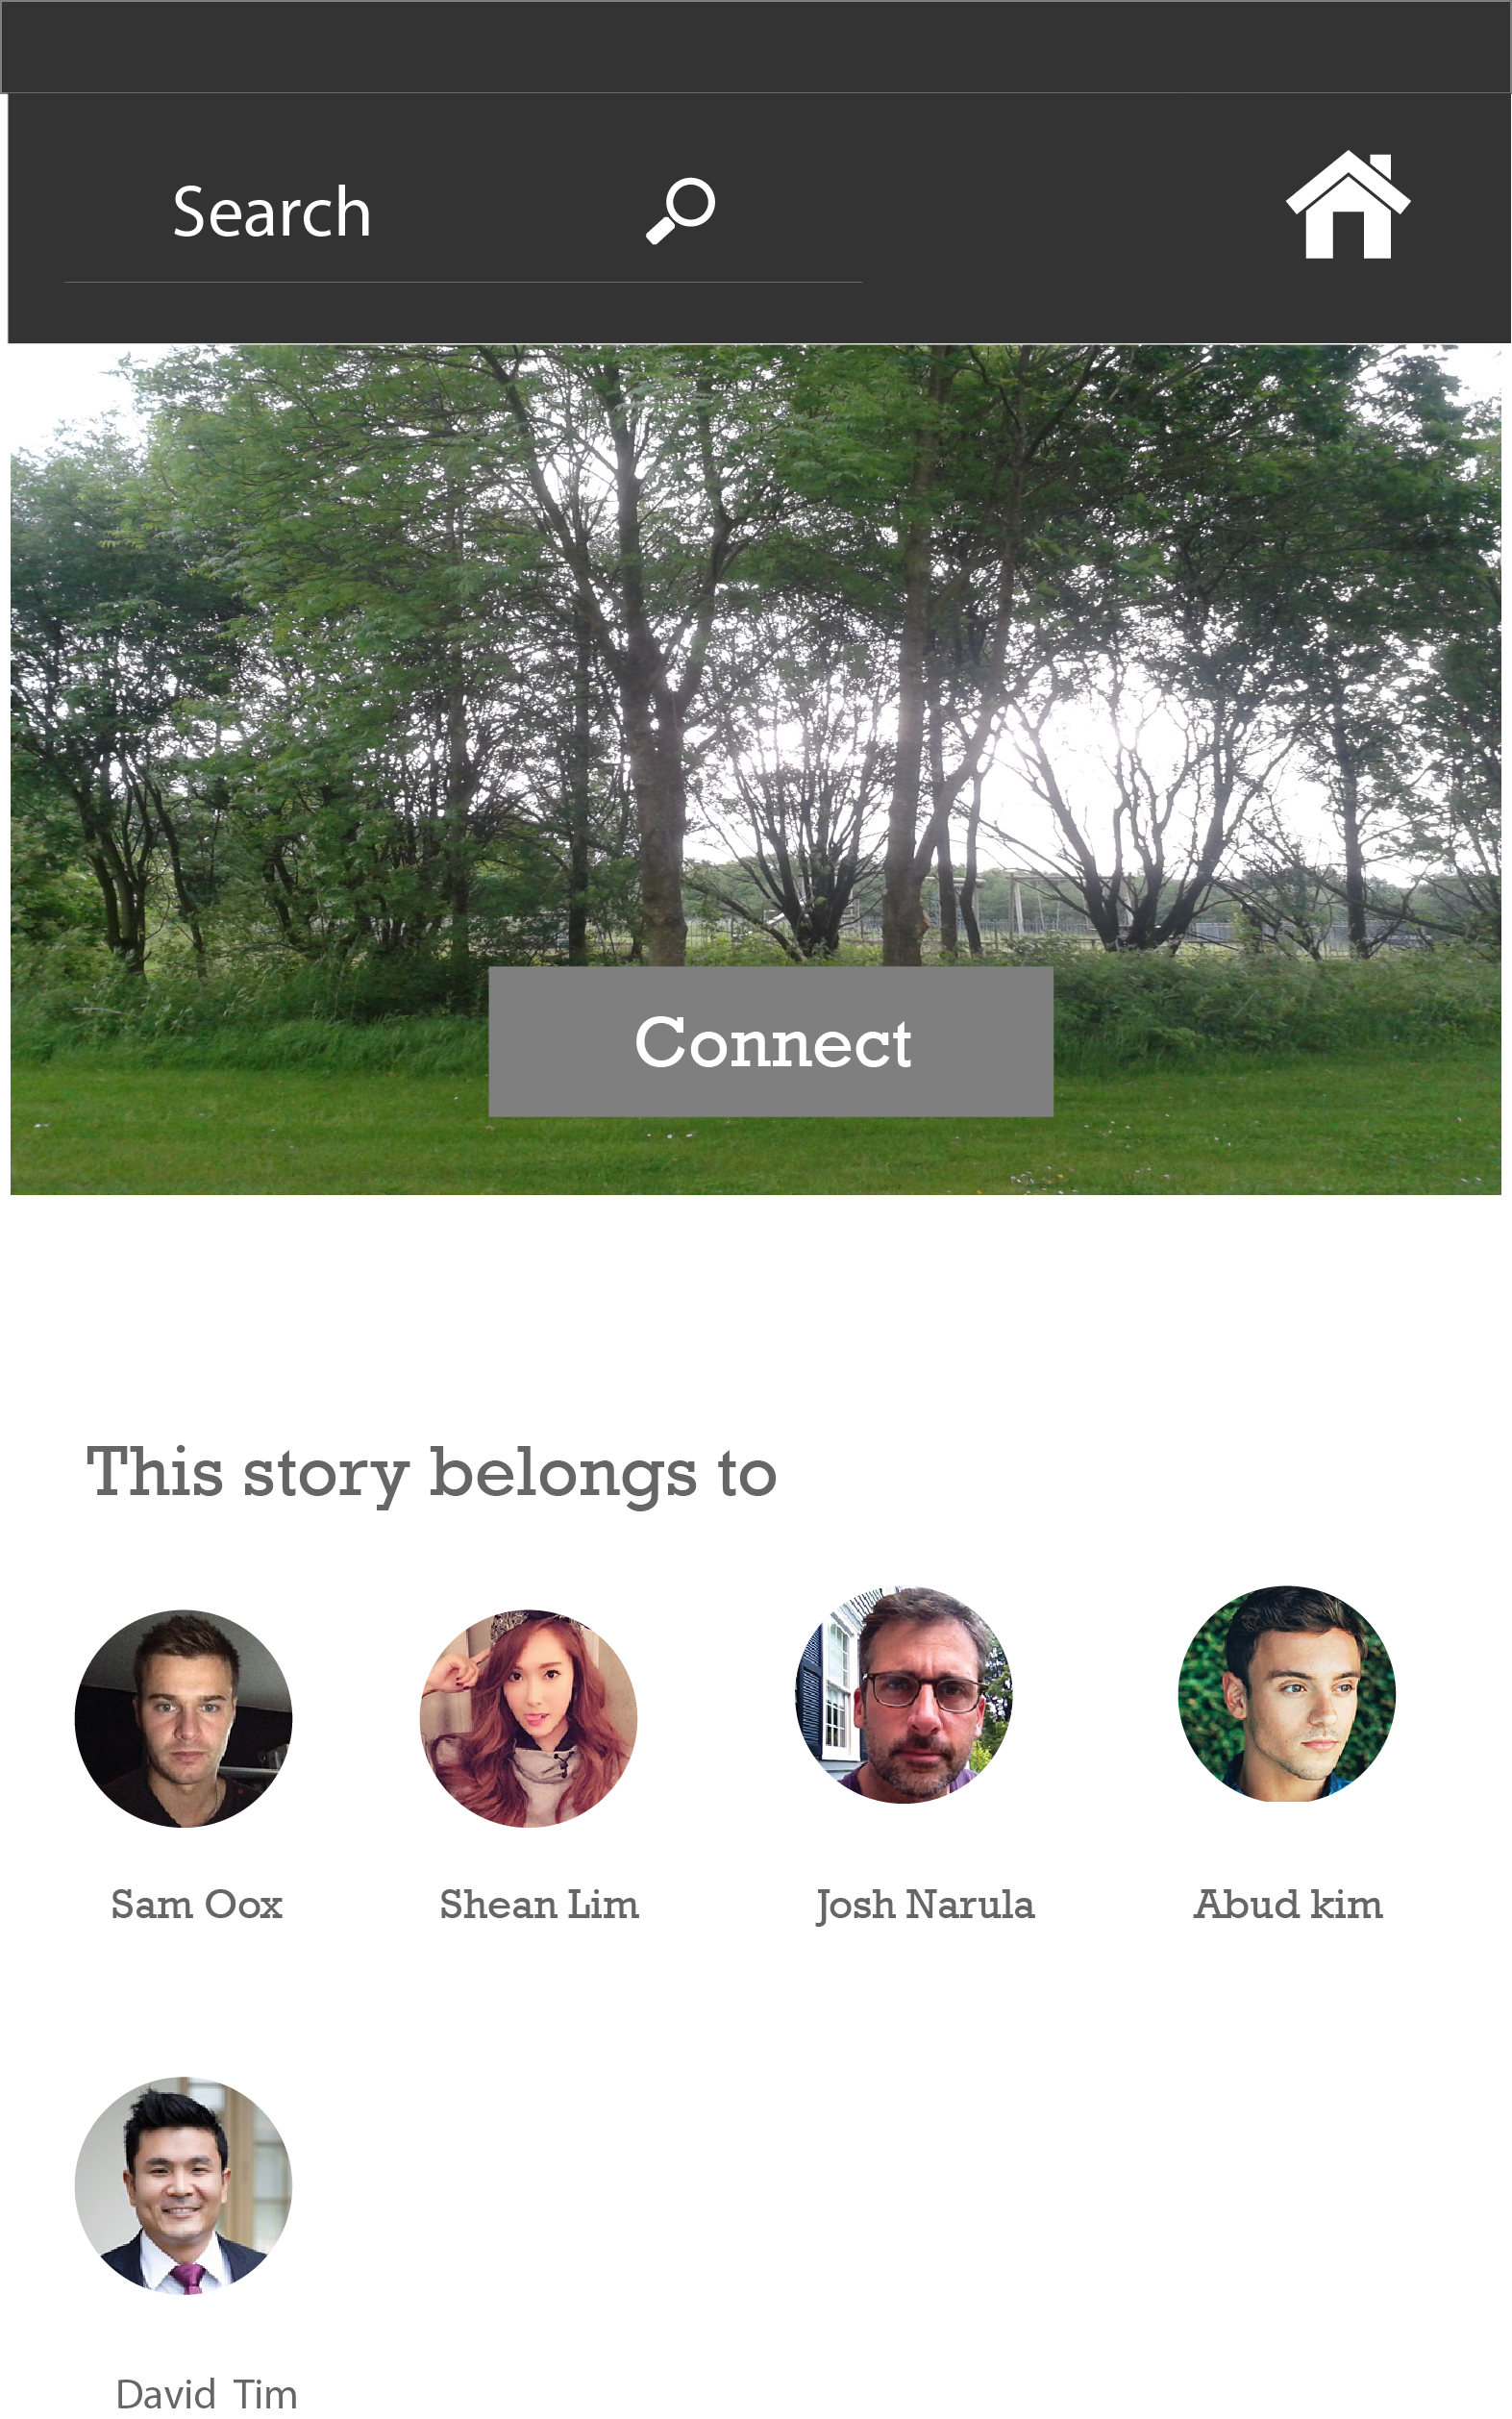 Search
Connect
This story belongs to
Sam Oox
Shean Lim
Josh Narula
Abud kim
David Tim